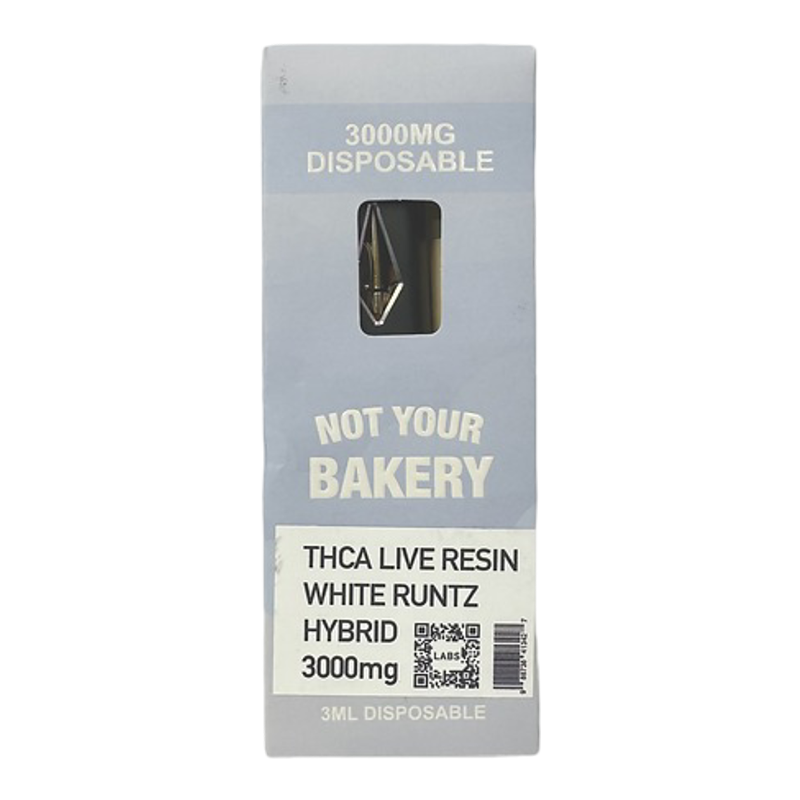 3000MG
DISPOSABLE
NOT YOUR
BAKERY
THCA LIVE RESIN
WHITE RUNTZ
HYBRID
3000mg
LABS
3ML DISPOSABLE